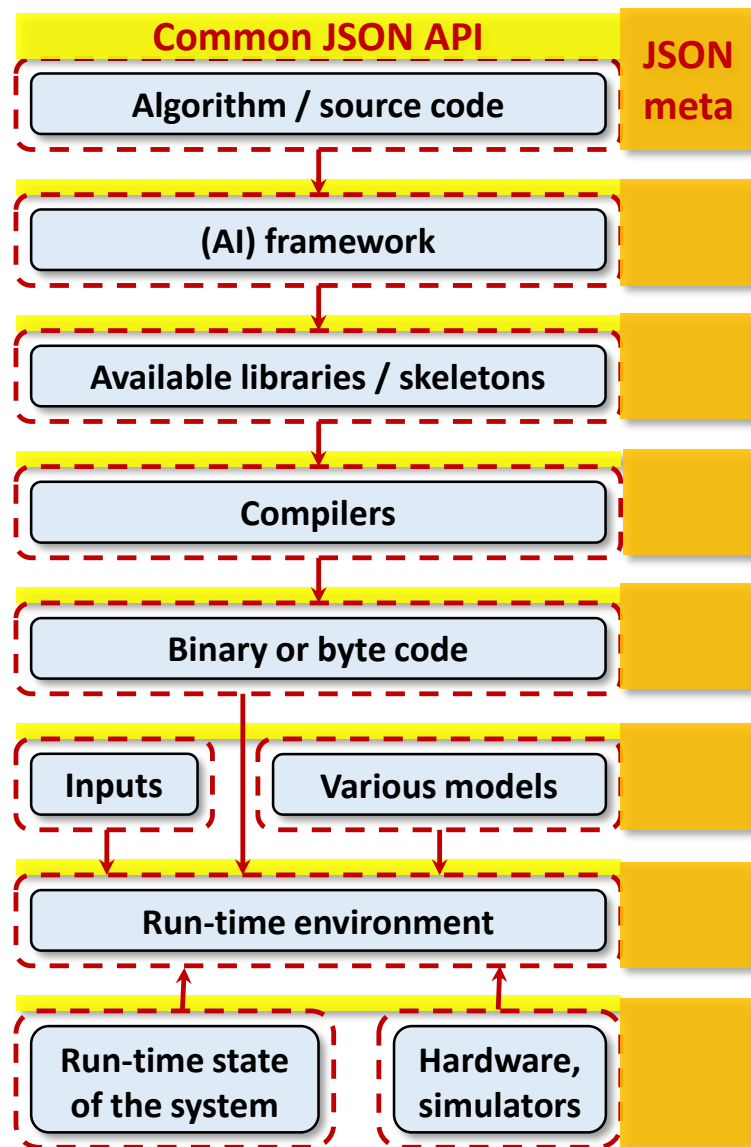 Common JSON API
JSON
meta
Algorithm / source code
(AI) framework
Available libraries / skeletons
Compilers
Binary or byte code
Inputs
Various models
Run-time environment
Run-time state
of the system
Hardware,
simulators